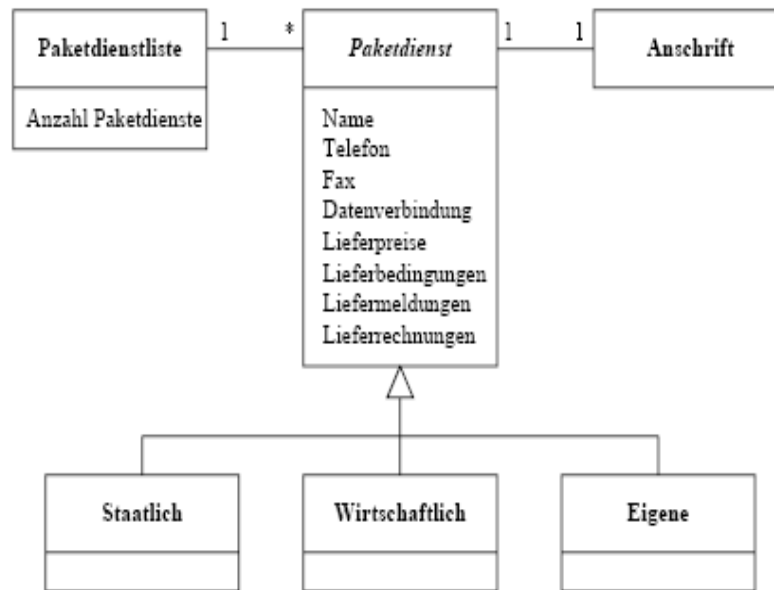 Paketdienstliste
1
*
Paketdienst
1
1
Anschrift
Anzahl Paketdienste
Name
Telefon
Fax
Datenverbindung
Lieferpreise
Lieferbedingungen
Liefermeldungen
Lieferrechnungen
Staatlich
Wirtschaftlich
Eigene